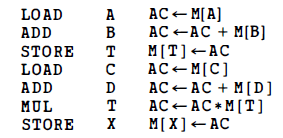 LOAD A AC←M[A]
ADD B AC←AC + M[B]
STORE T M[T]←AC
LOAD C AC←M[C]
ADD D AC←AC + M[D]
MUL T AC←AC*M[T]
STORE X M[X]←AC